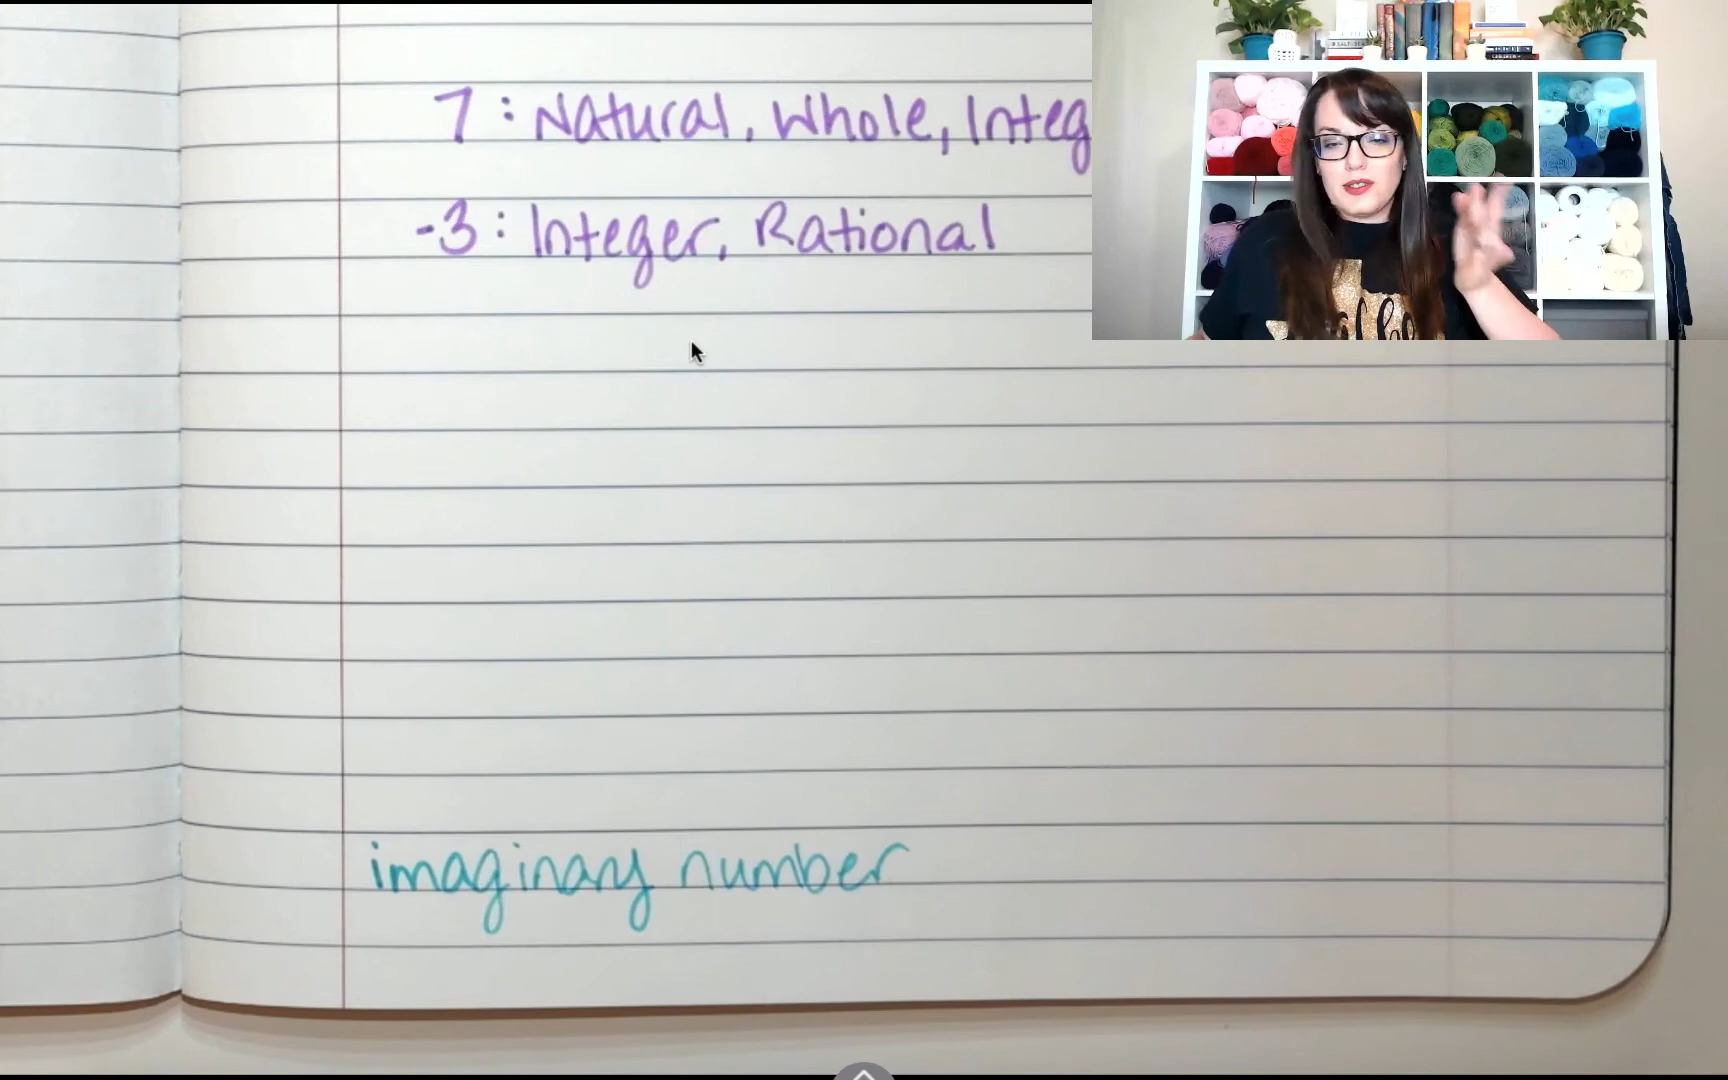 7 : Natural, Whole, Integ
-3 : Integer, Rational
imaginary number